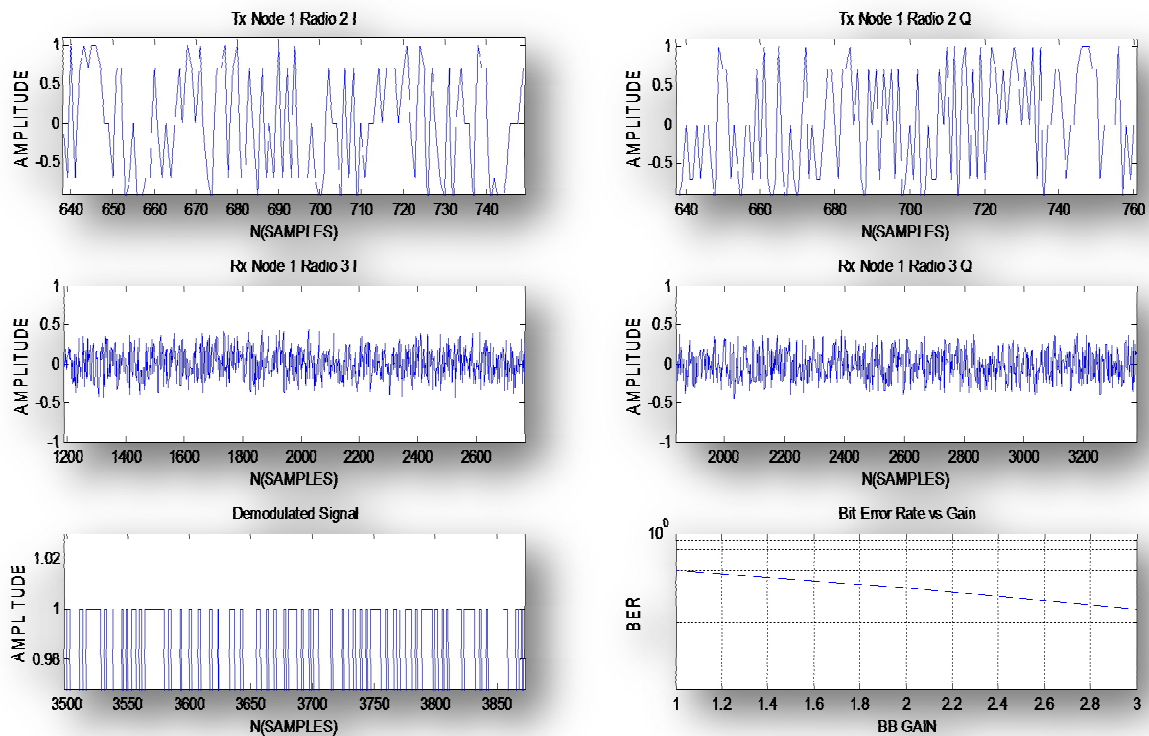 Tx Node 1 Radio 2 I
1
0.5
0
-0.5
AMPLITUDE
640 650 660 670 680 690 700 710 720 730 740
N(SAMPLES)
Tx Node 1 Radio 2 Q
1
0.5
0
-0.5
AMPLITUDE
640 660 680 700 720 740 760
N(SAMPLES)
Rx Node 1 Radio 3 I
1
0.5
0
-0.5
-1
AMPLITUDE
1200 1400 1600 1800 2000 2200 2400 2600
N(SAMPLES)
Rx Node 1 Radio 3 Q
1
0.5
0
-0.5
-1
AMPLITUDE
2000 2200 2400 2600 2800 3000 3200
N(SAMPLES)
Demodulated Signal
1.02
1
0.98
AMPLITUDE
3500 3550 3600 3650 3700 3750 3800 3850
N(SAMPLES)
Bit Error Rate vs Gain
10^0
BER
1 1.2 1.4 1.6 1.8 2 2.2 2.4 2.6 2.8 3
BB GAIN